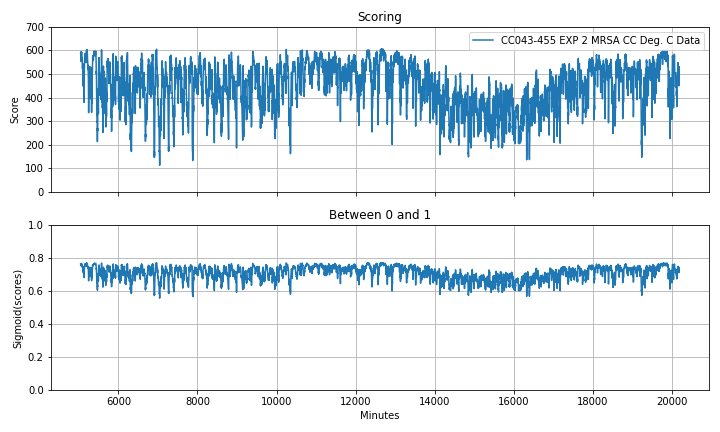 Scoring
CC043-455 EXP 2 MRSA CC Deg. C Data
Score
700
600
500
400
300
200
100
0
Between 0 and 1
Sigmoid(scores)
1.0
0.8
0.6
0.4
0.2
0.0
6000 8000 10000 12000 14000 16000 18000 20000
Minutes